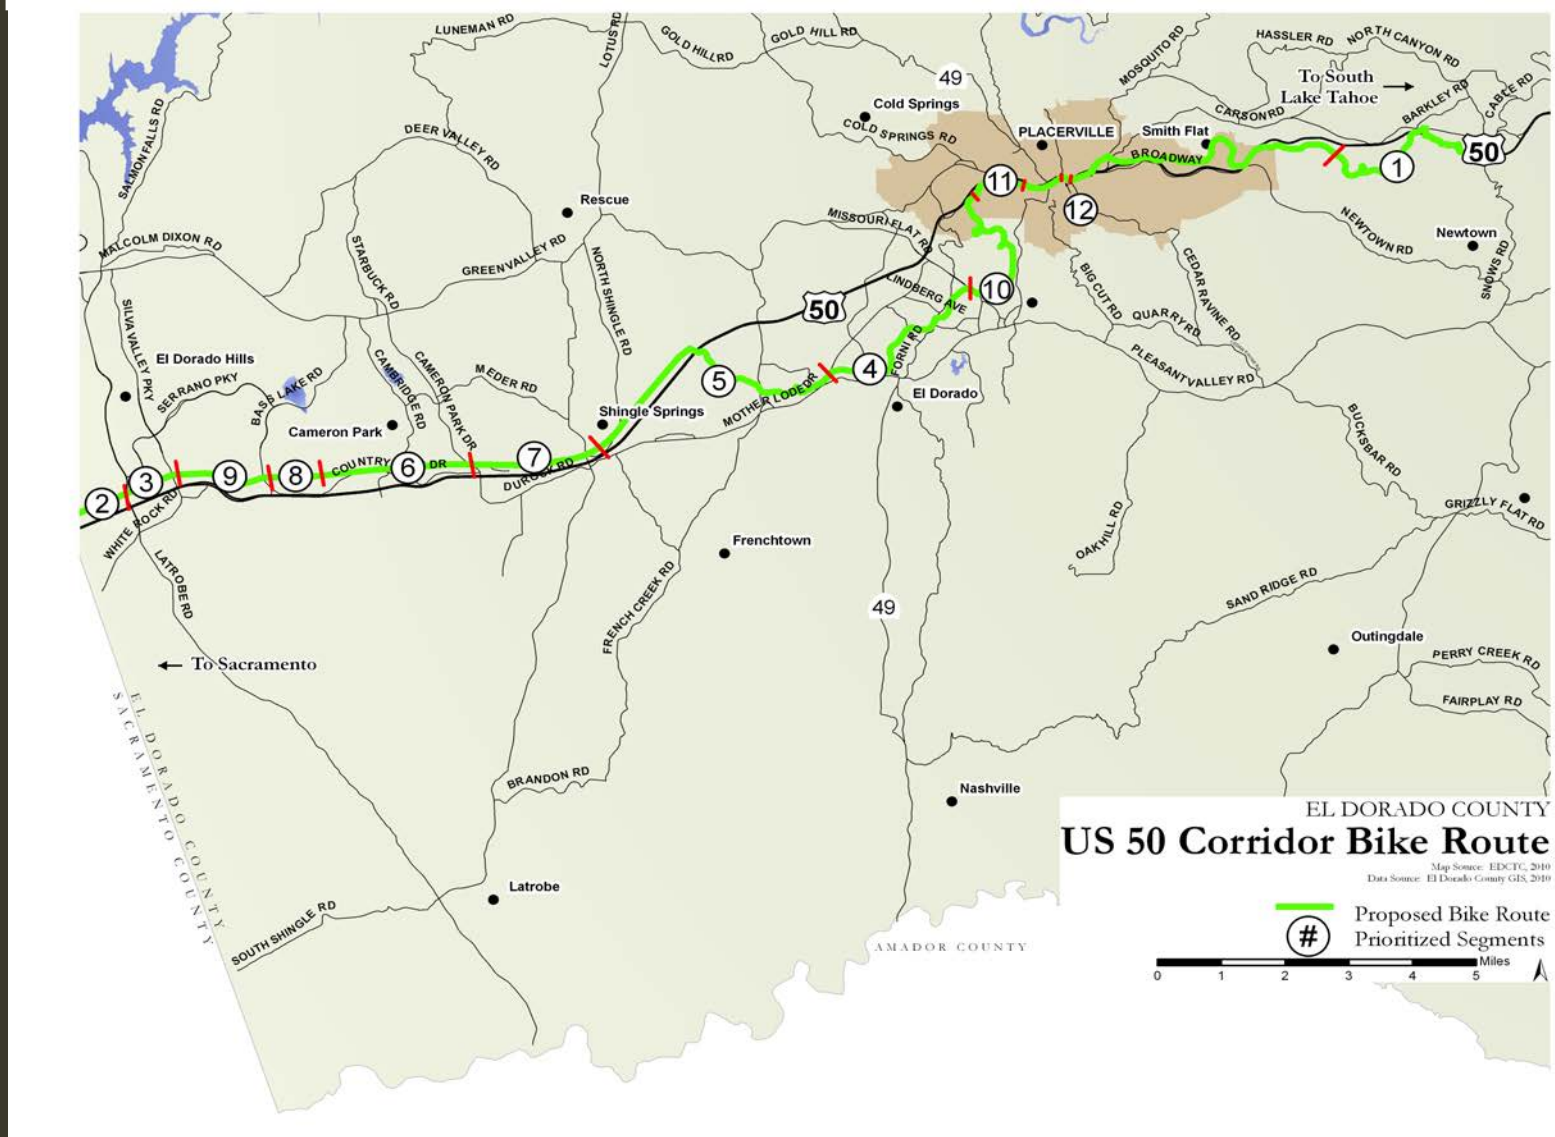 LUNEMAN RD
LOTUS RD
GOLD HILL RD
GOLD HILL RD
MOSQUITO RD
HASSLER RD
NORTH CANYON RD
49
To South
Lake Tahoe
CABLE RD
BARKLEY RD
CARSON RD
Cold Springs
COLD SPRINGS RD
PLACERVILLE
Smith Flat
BROADWAY
50
1
SALMON FALLS RD
DEER VALLEY RD
11
12
Rescue
MISSOURI FLAT RD
NEWTOWN RD
Newtown
SNOWS RD
MALCOLM DIXON RD
STARBUCK RD
GREEN VALLEY RD
NORTH SHINGLE RD
LINDBERG AVE
10
BIG CUT RD
CEDAR RAVINE RD
QUARRY RD
50
SILVA VALLEY PKY
El Dorado Hills
SERRANO PKY
BASS LAKE RD
CAMBRIDGE RD
CAMERON PARK DR
MEDER RD
5
4
FORNI RD
MOTHER LODE DR
PLEASANT VALLEY RD
El Dorado
Shingle Springs
Cameron Park
BUCKSBAR RD
2
3
9
8
COUNTRY
6
DR
7
DUROCK RD
WHITE ROCK RD
LATROBE RD
Frenchtown
OAK HILL RD
GRIZZLY FLAT RD
FRENCH CREEK RD
49
SAND RIDGE RD
Outingdale
PERRY CREEK RD
FAIRPLAY RD
To Sacramento
EL DORADO COUNTY
SACRAMENTO COUNTY
BRANDON RD
Nashville
Latrobe
SOUTH SHINGLE RD
AMADOR COUNTY
EL DORADO COUNTY
US 50 Corridor Bike Route
Map Source: EDCTC, 2010
Data Source: El Dorado County GIS, 2010
Proposed Bike Route
# Prioritized Segments
Miles
0 1 2 3 4 5